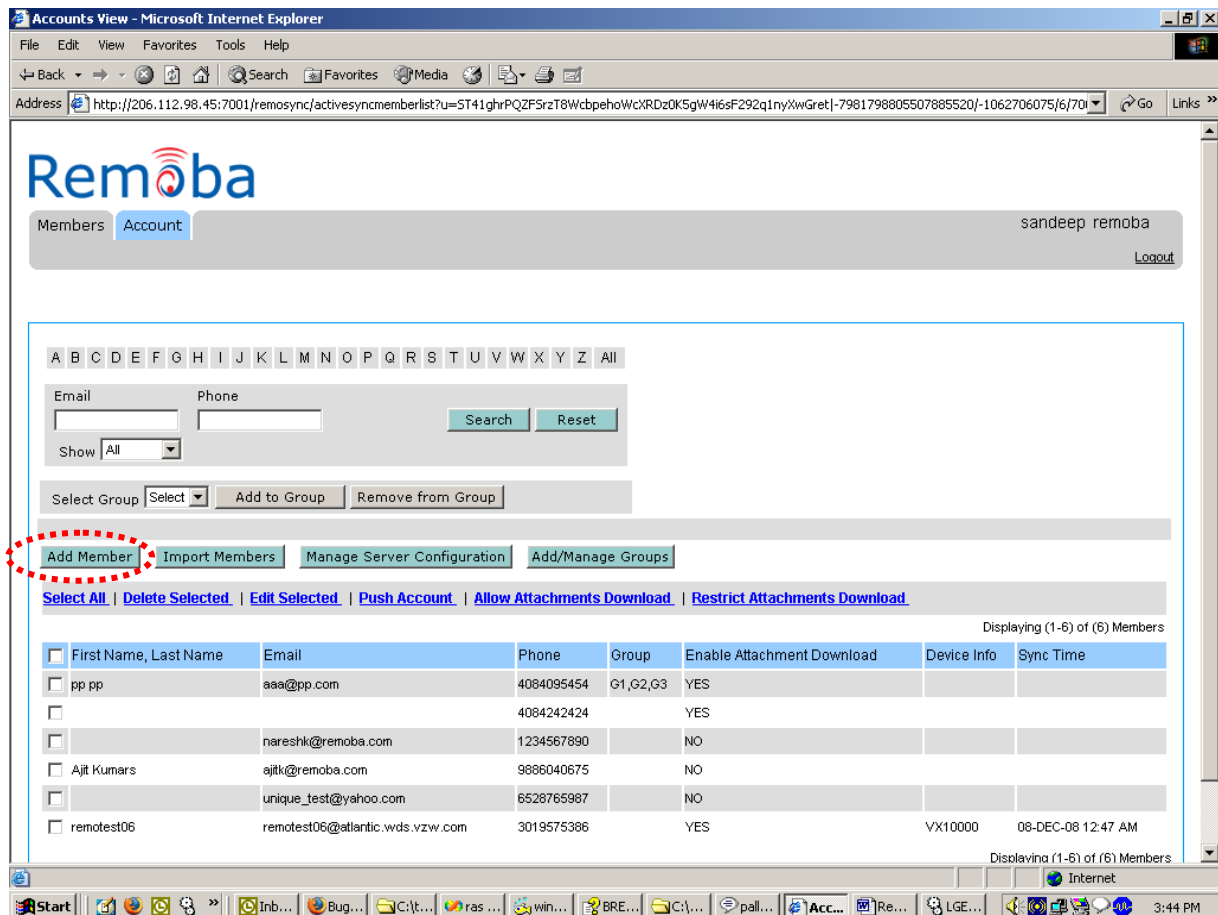 Accounts View - Microsoft Internet Explorer
File Edit View Favorites Tools Help
Back Search Favorites Media
Address http://206.112.98.45:7001/remosync/activesyncmemberlist?u=ST41ghrPQZFSrzT8WcbpehoWcXRDz0K5gW4i6sF292q1nyXwGret|-7981798805507885520/-1062706075/6/70 Go Links »
Remoba
Members Account sandeep remoba
Logout
A B C D E F G H I J K L M N O P Q R S T U V W X Y Z All
Email Phone
Search Reset
Show All
Select Group Select Add to Group Remove from Group
Add Member Import Members Manage Server Configuration Add/Manage Groups
Select All | Delete Selected | Edit Selected | Push Account | Allow Attachments Download | Restrict Attachments Download
Displaying (1-6) of (6) Members
First Name, Last Name Email Phone Group Enable Attachment Download Device Info Sync Time
pp pp aaa@pp.com 4084095454 G1,G2,G3 YES
4084242424 YES
nareshk@remoba.com 1234567890 NO
Ajit Kumars ajitk@remoba.com 9886040675 NO
unique_test@yahoo.com 6528765987 NO
remotest06 remotest06@atlantic.wds.vzw.com 3019575386 YES VX10000 08-DEC-08 12:47 AM
Displaying (1-6) of (6) Members
Internet
Start » Inb... Bug... C:\t... ras ... win... BRE... C:\... pall... Acc... Re... LGE... 3:44 PM